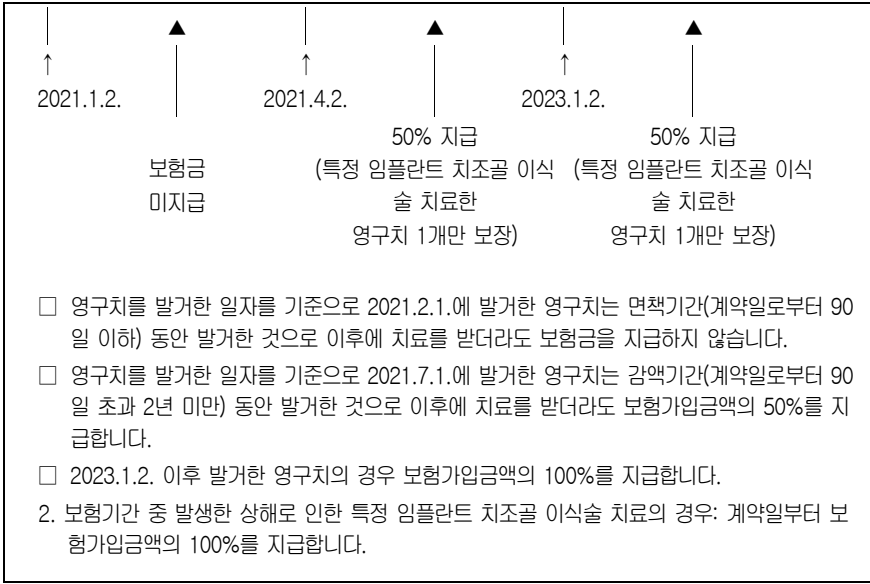 ▲ ▲ ▲
↑ ↑ ↑
2021.1.2. 2021.4.2. 2023.1.2.
50% 지급 50% 지급
보험금 (특정 임플란트 치조골 이식 (특정 임플란트 치조골 이식
미지급 술 치료한 술 치료한
영구치 1개만 보장) 영구치 1개만 보장)
□ 영구치를 발거한 일자를 기준으로 2021.2.1.에 발거한 영구치는 면책기간(계약일로부터 90
일 이하) 동안 발거한 것으로 이후에 치료를 받더라도 보험금을 지급하지 않습니다.
□ 영구치를 발거한 일자를 기준으로 2021.7.1.에 발거한 영구치는 감액기간(계약일로부터 90
일 초과 2년 미만) 동안 발거한 것으로 이후에 치료를 받더라도 보험가입금액의 50%를 지
급합니다.
□ 2023.1.2. 이후 발거한 영구치의 경우 보험가입금액의 100%를 지급합니다.
2. 보험기간 중 발생한 상해로 인한 특정 임플란트 치조골 이식술 치료의 경우: 계약일부터 보
험가입금액의 100%를 지급합니다.